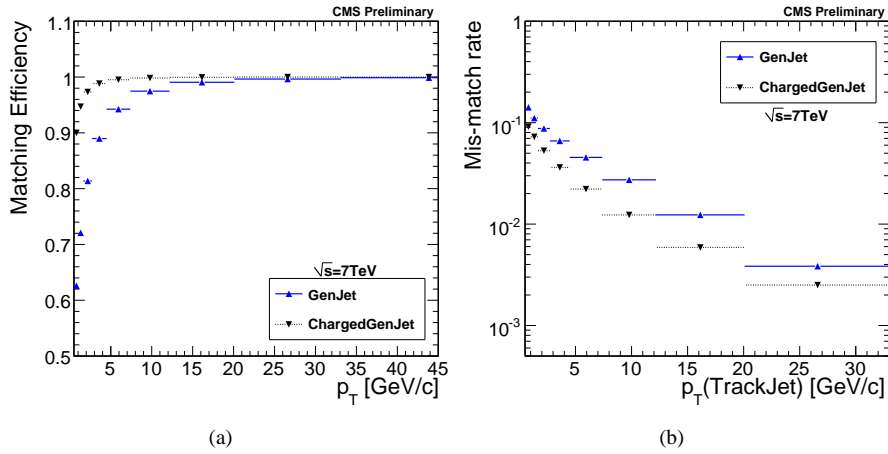 CMS Preliminary
Matching Efficiency
1.1
1
0.9
0.8
0.7
0.6
0.5
√s=7TeV
GenJet
ChargedGenJet
5 10 15 20 25 30 35 40 45
p_T [GeV/c]
(a)
CMS Preliminary
Mis-match rate
1
10^-1
10^-2
10^-3
GenJet
ChargedGenJet
√s=7TeV
5 10 15 20 25 30
p_T(TrackJet) [GeV/c]
(b)